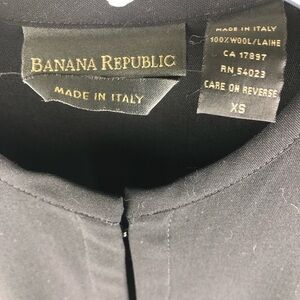 BANANA REPUBLIC
MADE IN ITALY
MADE IN ITALY
100% WOOL/LAINE
CA 17897
RN 54023
CARE ON REVERSE
XS